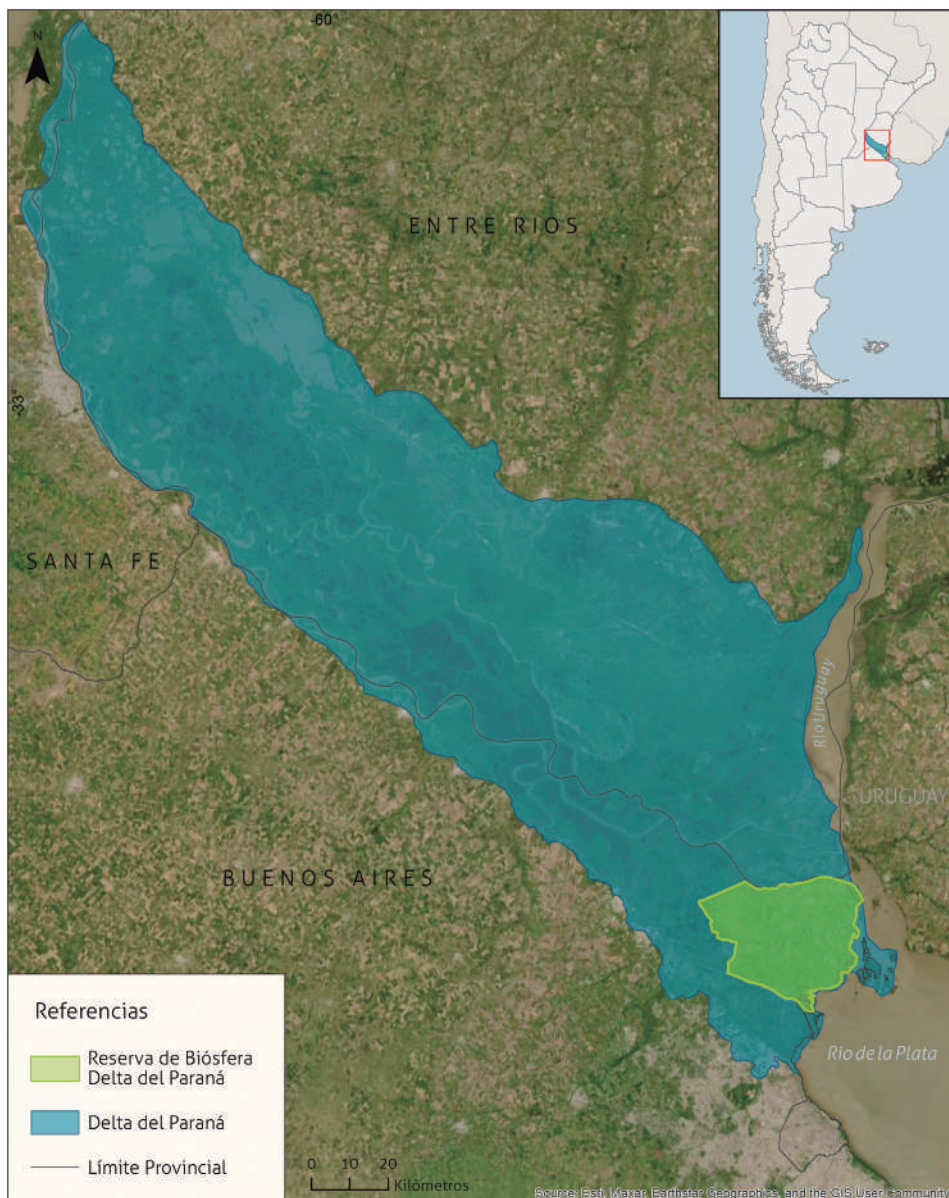 -60°
N
ENTRE RIOS
-33°
SANTA FE
Río Uruguay
URUGUAY
BUENOS AIRES
Referencias
Reserva de Biósfera
Delta del Paraná
Delta del Paraná
Límite Provincial
Río de la Plata
0 10 20
Kilómetros
Source: Esri, Maxar, Earthstar Geographics, and the GIS User Community